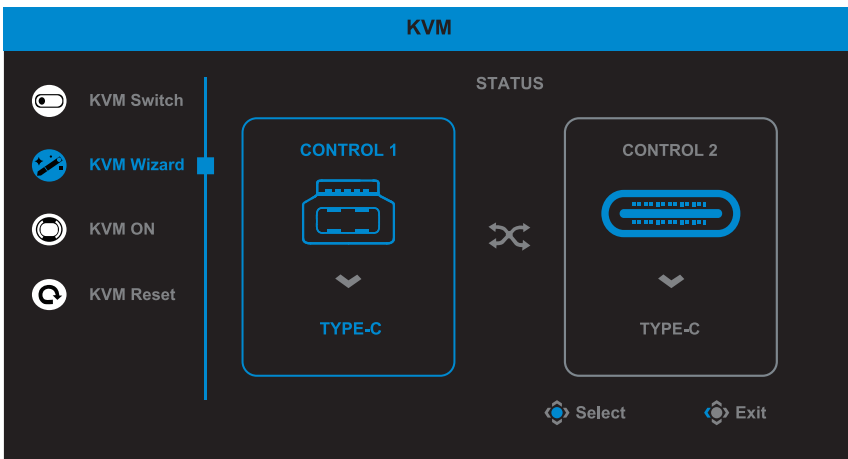 KVM
STATUS
KVM Switch
KVM Wizard
KVM ON
KVM Reset
CONTROL 1
TYPE-C
CONTROL 2
TYPE-C
Select
Exit